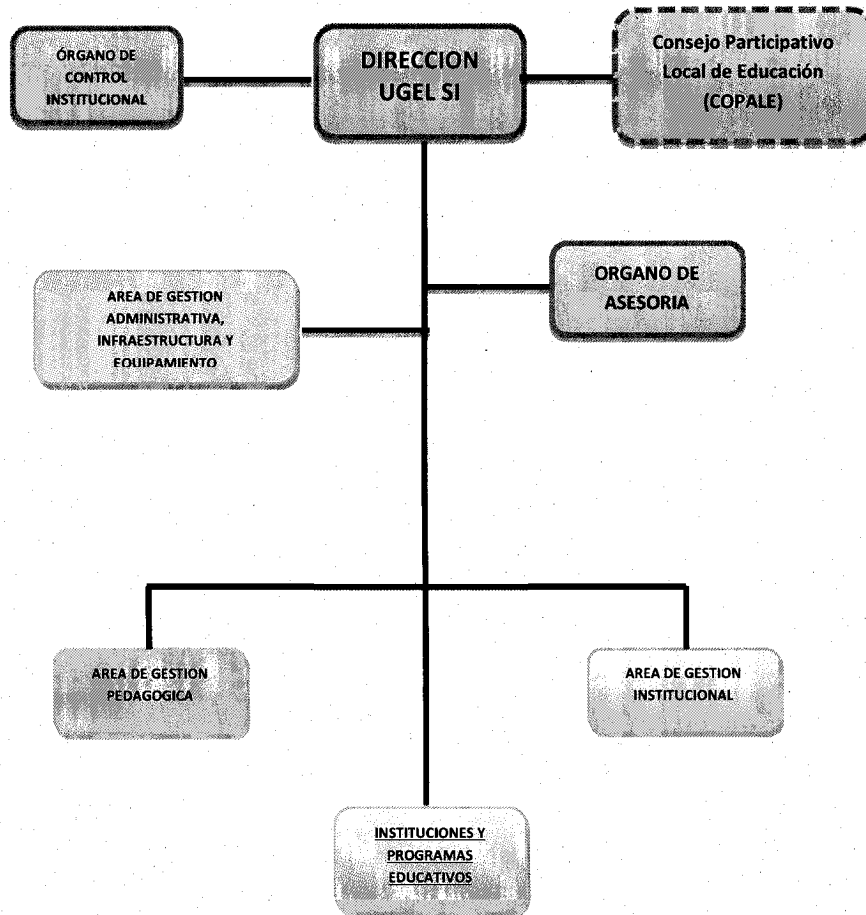 ÓRGANO DE
CONTROL
INSTITUCIONAL
DIRECCION
UGEL SI
Consejo Participativo
Local de Educación
(COPALE)
AREA DE GESTION
ADMINISTRATIVA,
INFRAESTRUCTURA Y
EQUIPAMIENTO
ORGANO DE
ASESORIA
AREA DE GESTION
PEDAGOGICA
AREA DE GESTION
INSTITUCIONAL
INSTITUCIONES Y
PROGRAMAS
EDUCATIVOS